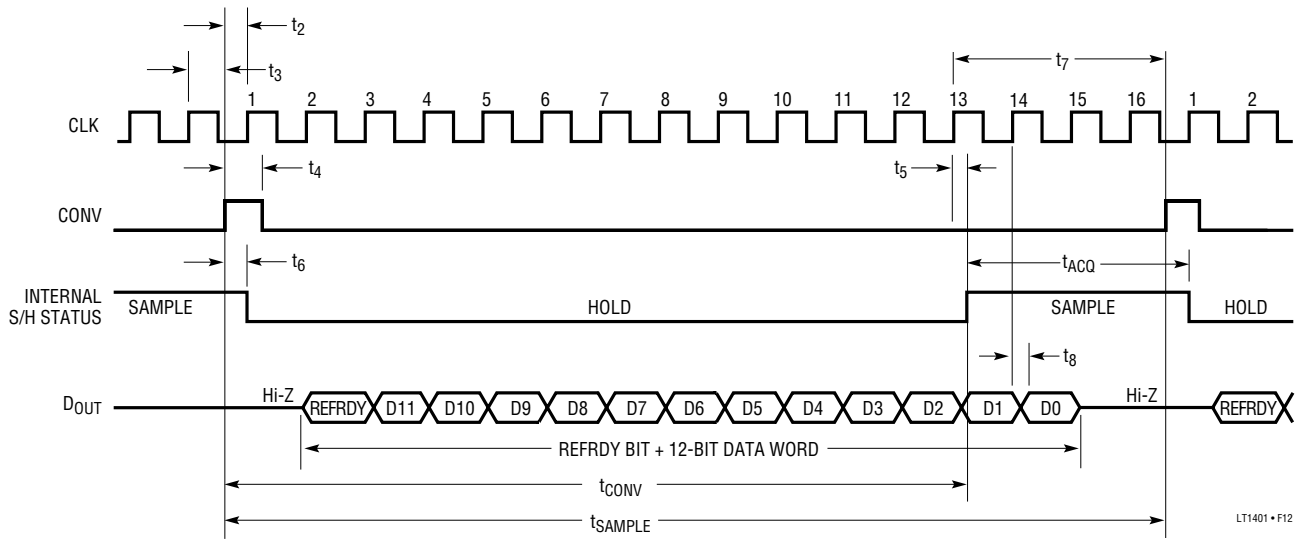 t2
t3
t7
1 2 3 4 5 6 7 8 9 10 11 12 13 14 15 16 1 2
CLK
t4
t5
CONV
t6
tACQ
INTERNAL
S/H STATUS
SAMPLE HOLD SAMPLE HOLD
t8
DOUT
Hi-Z REFRDY D11 D10 D9 D8 D7 D6 D5 D4 D3 D2 D1 D0 Hi-Z REFRDY
REFRDY BIT + 12-BIT DATA WORD
tCONV
tSAMPLE
LT1401 • F12